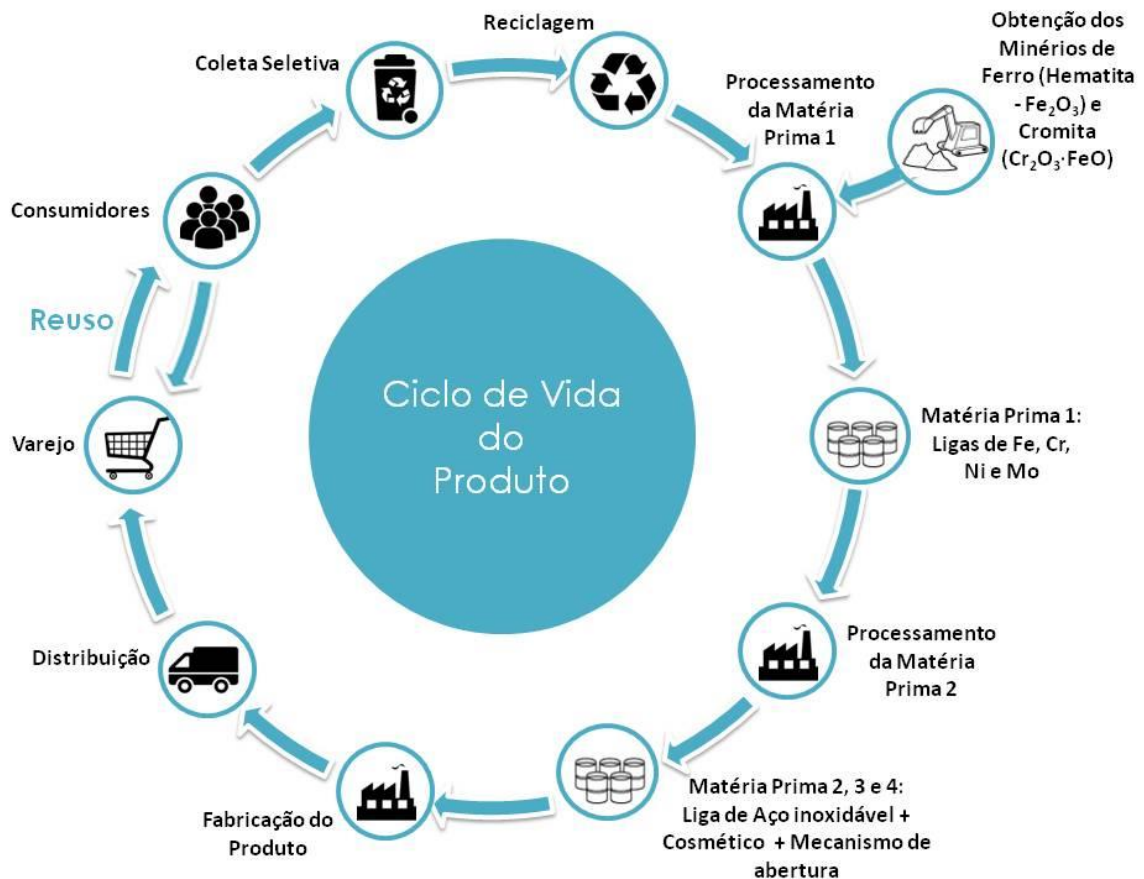 Reciclagem
Coleta Seletiva
Processamento
da Matéria
Prima 1
Obtenção dos
Minérios de
Ferro (Hematita
- Fe₂O₃) e
Cromita
(Cr₂O₃·FeO)
Consumidores
Reuso
Varejo
Ciclo de Vida
do
Produto
Matéria Prima 1:
Ligas de Fe, Cr,
Ni e Mo
Processamento
da Matéria
Prima 2
Distribuição
Fabricação do
Produto
Matéria Prima 2, 3 e 4:
Liga de Aço inoxidável +
Cosmético + Mecanismo de
abertura